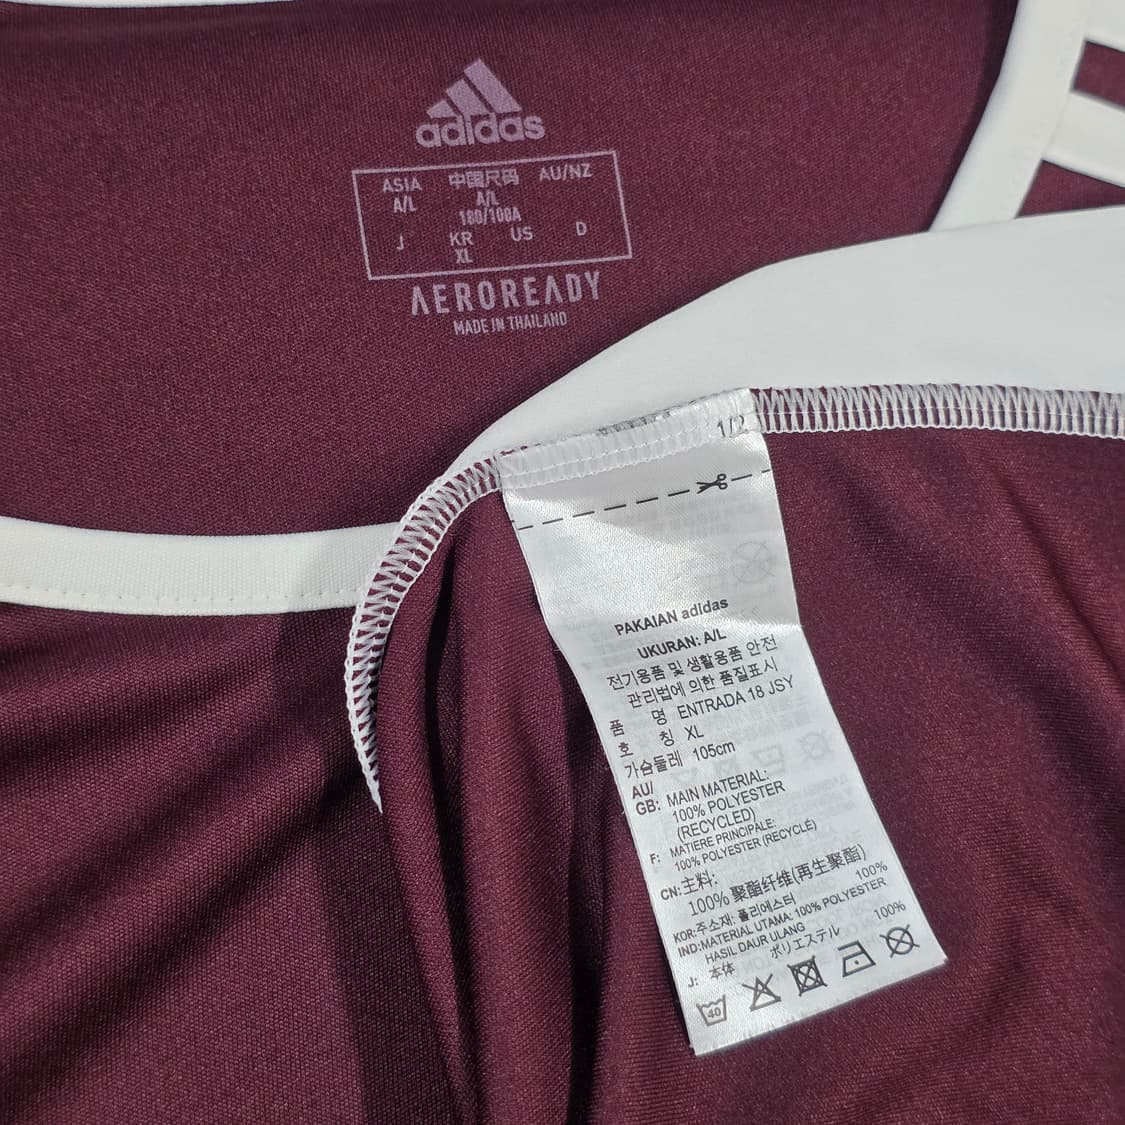 adidas
ASIA 中国尺码 AU/NZ
A/L A/L
180/100A
J KR US D
XL
AEROREADY
MADE IN THAILAND
1/2
PAKAIAN adidas
UKURAN: A/L
전기용품 및 생활용품 안전
관리법에 의한 품질표시
품 명 ENTRADA 18 JSY
호 칭 XL
가슴둘레 105cm
AU/
GB: MAIN MATERIAL:
100% POLYESTER
(RECYCLED)
F: MATIERE PRINCIPALE:
100% POLYESTER (RECYCLÉ)
CN: 主料:
100% 聚酯纤维(再生聚酯)
KOR: 주소재: 폴리에스터 100%
IND: MATERIAL UTAMA: 100% POLYESTER
HASIL DAUR ULANG
J: 本体 ポリエステル 100%
40